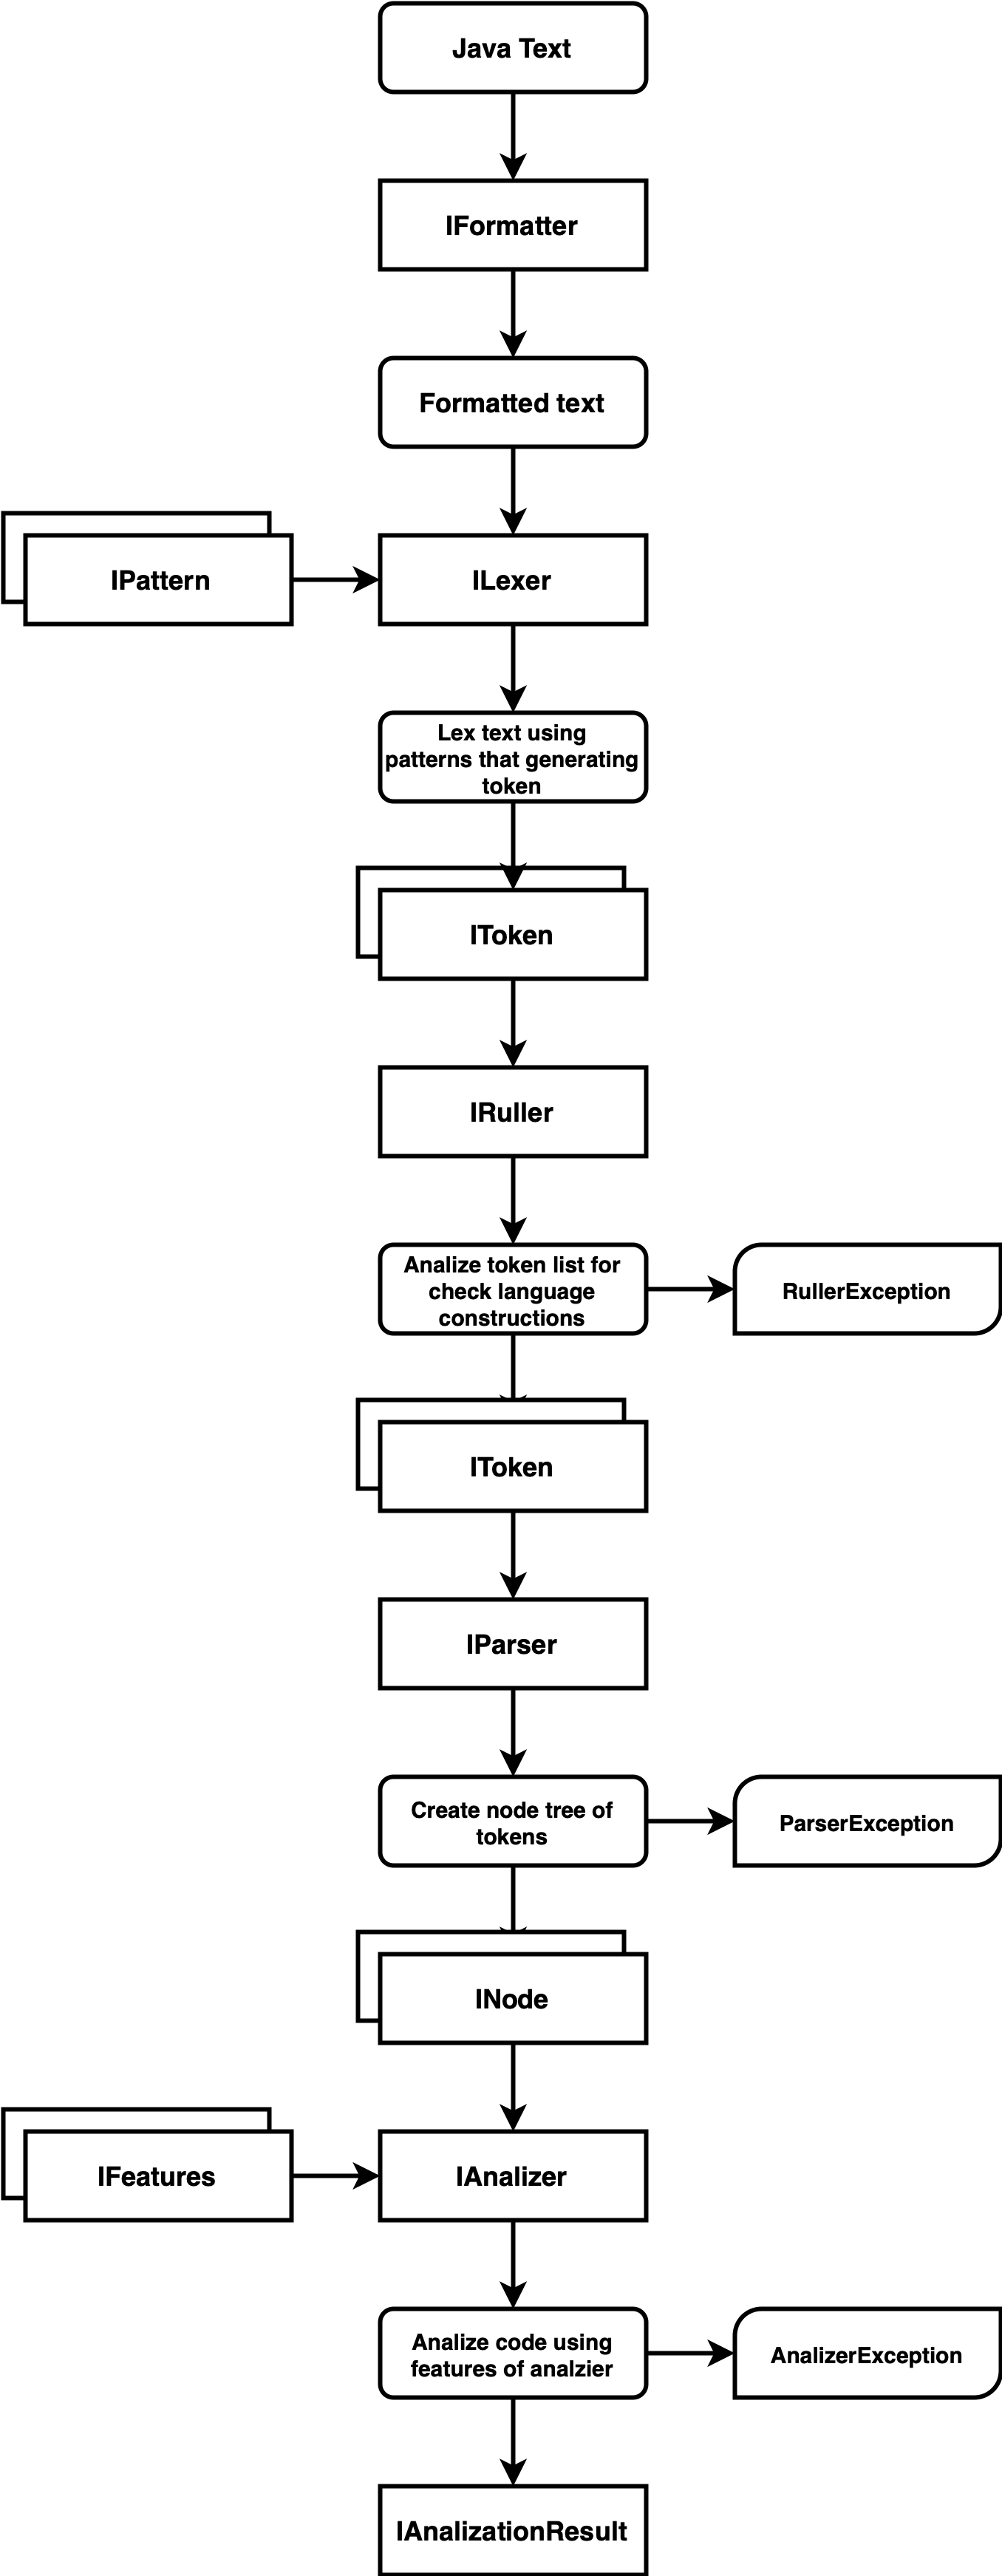 Java Text
IFormatter
Formatted text
IPattern
ILexer
Lex text using
patterns that generating
token
IToken
IRuller
Analize token list for
check language
constructions
RullerException
IToken
IParser
Create node tree of
tokens
ParserException
INode
IFeatures
IAnalizer
Analize code using
features of analzier
AnalizerException
IAnalizationResult